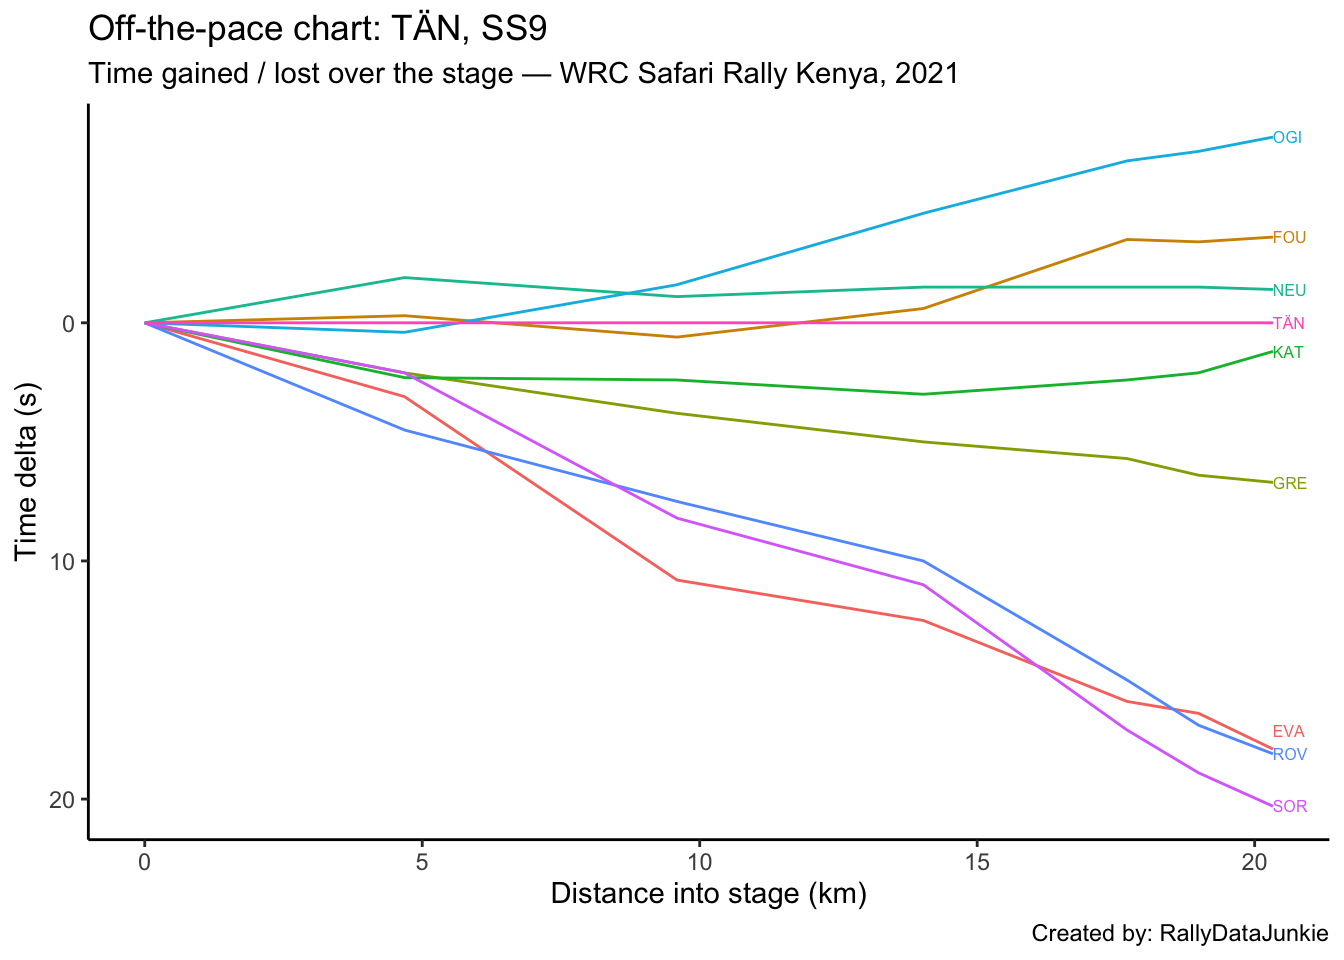 Off-the-pace chart: TÄN, SS9
Time gained / lost over the stage — WRC Safari Rally Kenya, 2021
OGI
FOU
NEU
0
TÄN
KAT
Time delta (s)
GRE
10
EVA
ROV
20
SOR
0 5 10 15 20
Distance into stage (km)
Created by: RallyDataJunkie